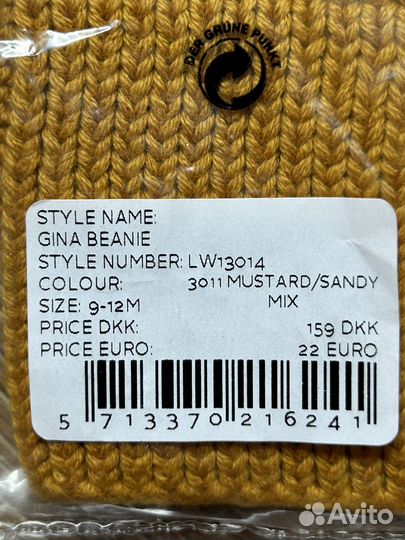 DER GRÜNE PUNKT
STYLE NAME:
GINA BEANIE
STYLE NUMBER: LW13014
COLOUR: 3011 MUSTARD/SANDY
MIX
SIZE: 9-12M
PRICE DKK: 159 DKK
PRICE EURO: 22 EURO
5 713370 216241
Avito